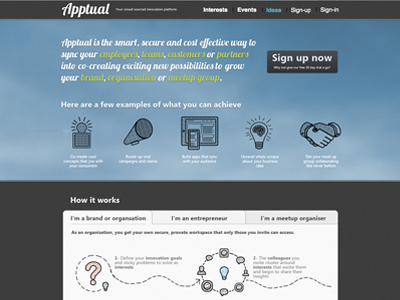 Apptual
Your crowd sourced innovation platform
Interests
Events
Ideas
Sign-up
Sign-in
Apptual is the smart, secure and cost effective way to
sync your employees, teams, customers or partners
into co-creating exciting new possibilities to grow
your brand, organisation or meetup group.
Sign up now
Why not give our free 30 day trial a go?
Here are a few examples of what you can achieve
Co-create cool
concepts that jive with
your consumers
Round up viral
campaigns and claims
Build apps that sync
with your audience
Unravel whats unique
about your business
Get your meet up
group collaborating
like never before
How it works
I'm a brand or organsation
I'm an entrepreneur
I'm a meetup organiser
As an organisation, you get your own secure, private workspace that only those you invite can access.
1- Define your innovation goals
and sticky problems to solve as
interests
2- The colleagues you
invite cluster around
interests that excite them
and begin to share their
insights